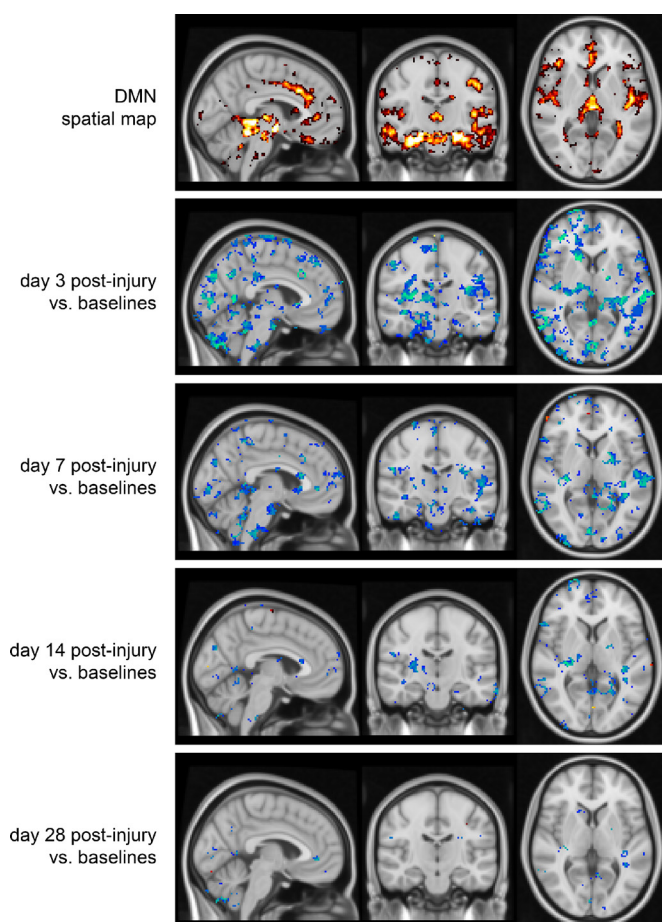 DMN
spatial map
day 3 post-injury
vs. baselines
day 7 post-injury
vs. baselines
day 14 post-injury
vs. baselines
day 28 post-injury
vs. baselines